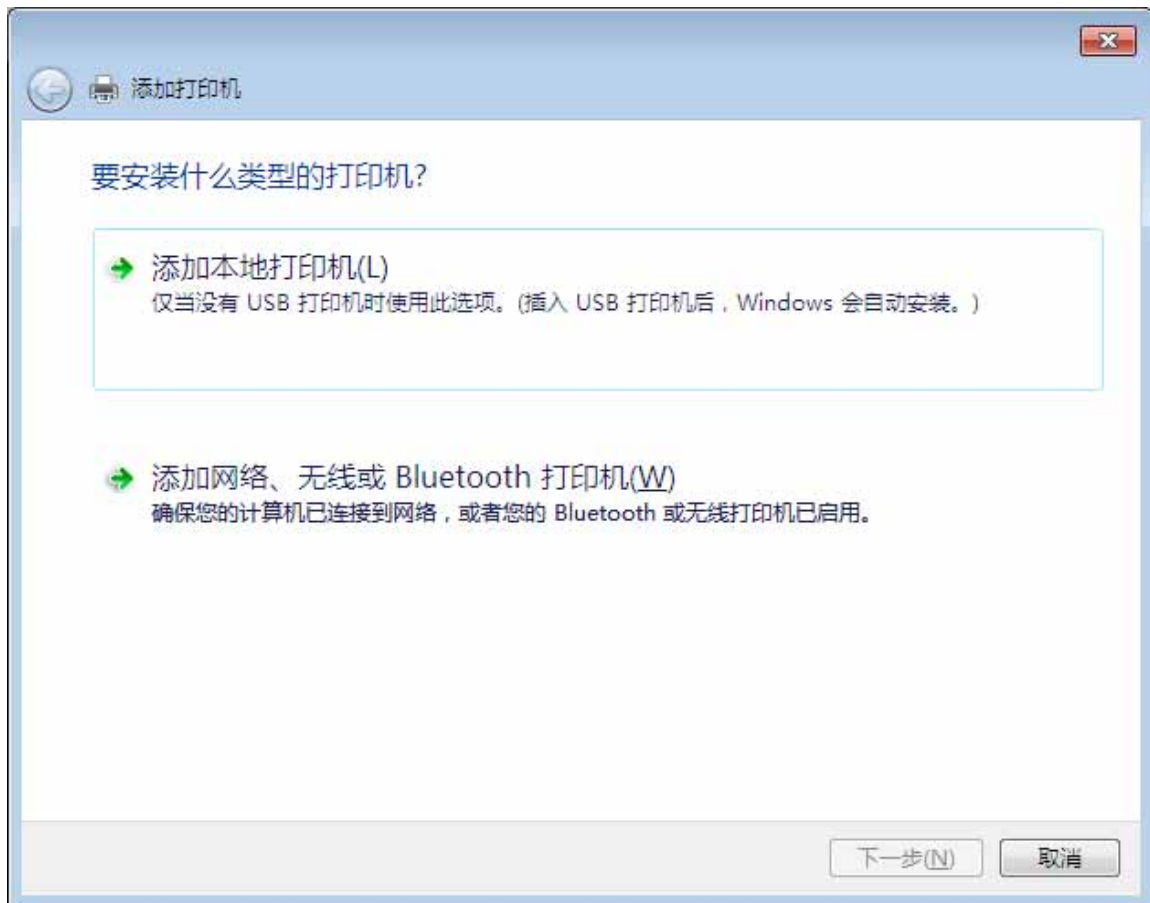 添加打印机
要安装什么类型的打印机?
添加本地打印机(L)
仅当没有 USB 打印机时使用此选项。(插入 USB 打印机后，Windows 会自动安装。)
添加网络、无线或 Bluetooth 打印机(W)
确保您的计算机已连接到网络，或者您的 Bluetooth 或无线打印机已启用。
下一步(N)
取消